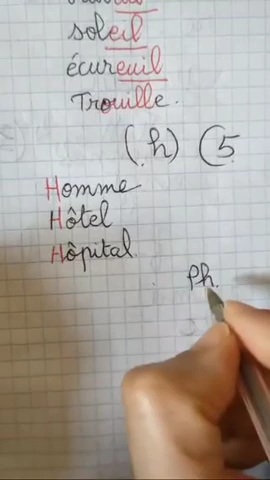 soleil
écureuil
Trouille.
(h) (5
Homme
Hôtel
Hôpital
Ph.